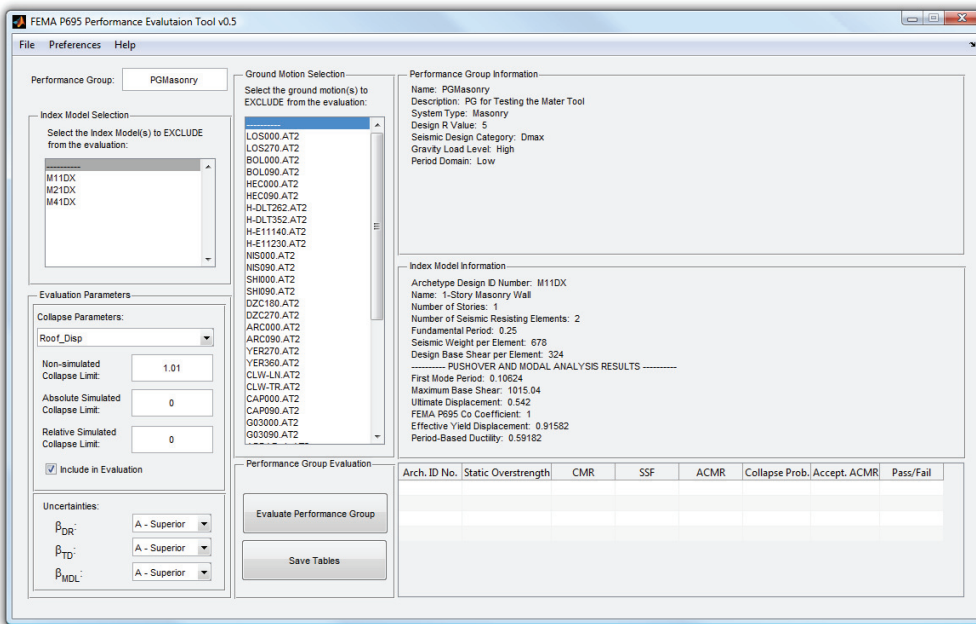 FEMA P695 Performance Evalutaion Tool v0.5
File Preferences Help
Performance Group: PGMasonry
Index Model Selection
Select the Index Model(s) to EXCLUDE
from the evaluation:
----------
M11DX
M21DX
M41DX
Evaluation Parameters
Collapse Parameters:
Roof_Disp
Non-simulated
Collapse Limit:
1.01
Absolute Simulated
Collapse Limit:
0
Relative Simulated
Collapse Limit:
0
Include in Evaluation
Uncertainties:
βDR: A - Superior
βTD: A - Superior
βMDL: A - Superior
Ground Motion Selection
Select the ground motion(s) to
EXCLUDE from the evaluation:
----------
LOS000.AT2
LOS270.AT2
BOL000.AT2
BOL090.AT2
HEC000.AT2
HEC090.AT2
H-DLT262.AT2
H-DLT352.AT2
H-E11140.AT2
H-E11230.AT2
NIS000.AT2
NIS090.AT2
SHI000.AT2
SHI090.AT2
DZC180.AT2
DZC270.AT2
ARC000.AT2
ARC090.AT2
YER270.AT2
YER360.AT2
CLW-LN.AT2
CLW-TR.AT2
CAP000.AT2
CAP090.AT2
G03000.AT2
G03090.AT2
Performance Group Evaluation
Evaluate Performance Group
Save Tables
Performance Group Information
Name: PGMasonry
Description: PG for Testing the Mater Tool
System Type: Masonry
Design R Value: 5
Seismic Design Category: Dmax
Gravity Load Level: High
Period Domain: Low
Index Model Information
Archetype Design ID Number: M11DX
Name: 1-Story Masonry Wall
Number of Stories: 1
Number of Seismic Resisting Elements: 2
Fundamental Period: 0.25
Seismic Weight per Element: 678
Design Base Shear per Element: 324
---------- PUSHOVER AND MODAL ANALYSIS RESULTS ----------
First Mode Period: 0.10624
Maximum Base Shear: 1015.04
Ultimate Displacement: 0.542
FEMA P695 Co Coefficient: 1
Effective Yield Displacement: 0.91582
Period-Based Ductility: 0.59182
Arch. ID No. Static Overstrength CMR SSF ACMR Collapse Prob. Accept. ACMR Pass/Fail